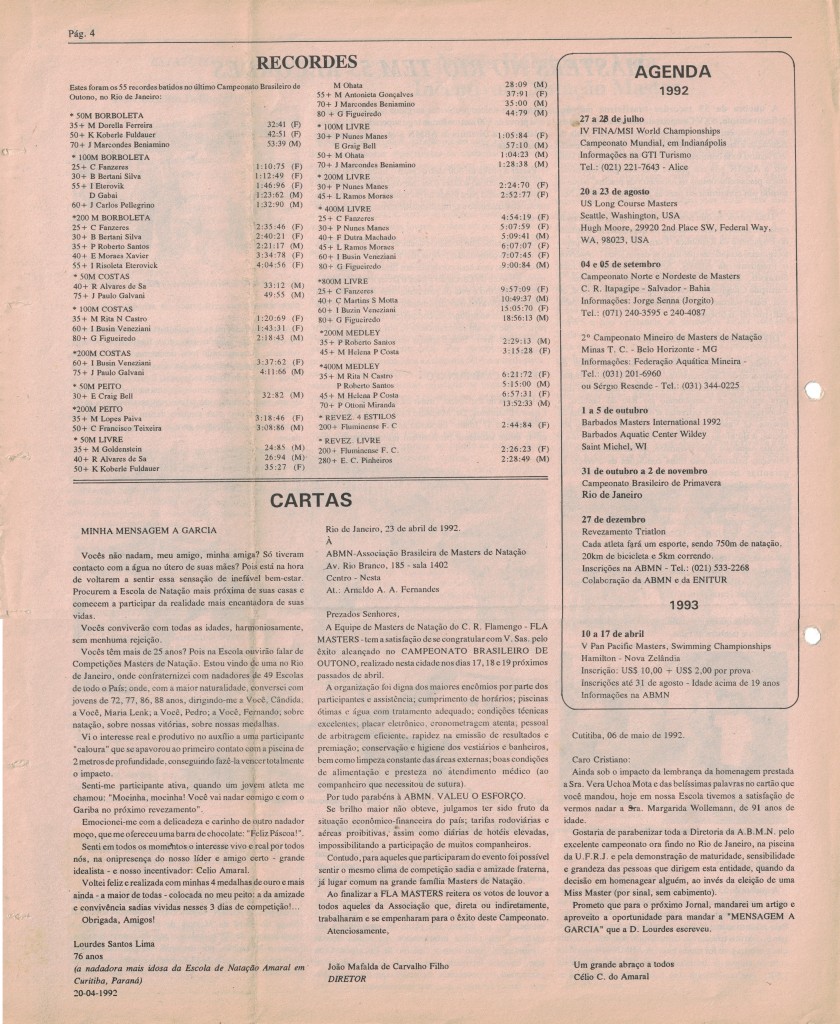 Pág. 4
RECORDES
Estes foram os 55 recordes batidos no último Campeonato Brasileiro de
Outono, no Rio de Janeiro:
* 50M BORBOLETA
35+ M Dorella Ferreira 32:41 (F)
50+ K Koberle Fuldauer 42:51 (F)
70+ J Marcondes Beniamino 53:39 (M)
* 100M BORBOLETA
25+ C Fanzeres 1:10:75 (F)
30+ B Bertani Silva 1:12:49 (F)
55+ I Eterovik 1:46:96 (F)
D Gabai 1:23:62 (M)
60+ J Carlos Pellegrino 1:32:90 (M)
*200 M BORBOLETA
25+ C Fanzeres 2:35:46 (F)
30+ B Bertani Silva 2:40:21 (F)
35+ P Roberto Santos 2:21:17 (M)
40+ E Moraes Xavier 3:34:78 (F)
55+ I Risoleta Eterovick 4:04:56 (F)
* 50M COSTAS
40+ R Alvares de Sa 33:12 (M)
75+ J Paulo Galvani 49:55 (M)
* 100M COSTAS
35+ M Rita N Castro 1:20:69 (F)
60+ I Busin Veneziani 1:43:31 (F)
80+ G Figueiredo 2:18:43 (M)
*200M COSTAS
60+ I Busin Veneziani 3:37:62 (F)
75+ J Paulo Galvani 4:11:66 (M)
* 50M PEITO
30+ E Craig Bell 32:82 (M)
*200M PEITO
35+ M Lopes Paiva 3:18:46 (F)
50+ C Francisco Teixeira 3:08:86 (M)
* 50M LIVRE
35+ M Goldenstein 24:85 (M)
40+ R Alvares de Sa 26:94 (M)
50+ K Koberle Fuldauer 35:27 (F)
M Ohata 28:09 (M)
55+ M Antonieta Gonçalves 37:91 (F)
70+ J Marcondes Beniamino 35:00 (M)
80 + G Figueiredo 44:79 (M)
* 100M LIVRE
30+ P Nunes Manes 1:05:84 (F)
E Graig Bell 57:10 (M)
50+ M Ohata 1:04:23 (M)
70+ J Marcondes Beniamino 1:28:38 (M)
* 200M LIVRE
30+ P Nunes Manes 2:24:70 (F)
45+ L Ramos Moraes 2:52:77 (F)
* 400M LIVRE
25+ C Fanzeres 4:54:19 (F)
30+ P Nunes Manes 5:07:59 (F)
40+ F Dutra Machado 5:09:41 (M)
45+ L Ramos Moraes 6:07:07 (F)
60+ I Busin Veneziani 7:07:45 (F)
80+ G Figueiredo 9:00:84 (M)
*800M LIVRE
25+ C Fanzeres 9:57:09 (F)
40+ C Martins S Motta 10:49:37 (M)
60+ I Buzin Veneziani 15:05:70 (F)
80+ G Figueiredo 18:56:13 (M)
*200M MEDLEY
35+ P Roberto Santos 2:29:13 (M)
45+ M Helena P Costa 3:15:28 (F)
*400M MEDLEY
35+ M Rita N Castro 6:21:72 (F)
P Roberto Santos 5:15:00 (M)
45+ M Helena P Costa 6:57:31 (F)
70+ P Ottoni Miranda 13:52:33 (M)
* REVEZ. 4 ESTILOS
200+ Fluminense F. C 2:44:84 (F)
* REVEZ. LIVRE
200+ Fluminense F. C. 2:26:23 (F)
280+ E. C. Pinheiros 2:28:49 (M)
AGENDA
1992
27 a 28 de julho
IV FINA/MSI World Championships
Campeonato Mundial, em Indianápolis
Informações na GTI Turismo
Tel.: (021) 221-7643 - Alice
20 a 23 de agosto
US Long Course Masters
Seattle, Washington, USA
Hugh Moore, 29920 2nd Place SW, Federal Way,
WA, 98023, USA
04 e 05 de setembro
Campeonato Norte e Nordeste de Masters
C. R. Itapagipe - Salvador - Bahia
Informações: Jorge Senna (Jorgito)
Tel.: (071) 240-3595 e 240-4087
2º Campeonato Mineiro de Masters de Natação
Minas T. C. - Belo Horizonte - MG
Informações: Federação Aquática Mineira -
Tel.: (031) 201-6960
ou Sérgio Resende - Tel.: (031) 344-0225
1 a 5 de outubro
Barbados Masters International 1992
Barbados Aquatic Center Wildey
Saint Michel, WI
31 de outubro a 2 de novembro
Campeonato Brasileiro de Primavera
Rio de Janeiro
27 de dezembro
Revezamento Triatlon
Cada atleta fará um esporte, sendo 750m de natação,
20km de bicicleta e 5km correndo.
Inscrições na ABMN - Tel.: (021) 533-2268
Colaboração da ABMN e da ENITUR
1993
10 a 17 de abril
V Pan Pacific Masters, Swimming Championships
Hamilton - Nova Zelândia
Inscrição: US$ 10,00 + US$ 2,00 por prova
Inscrições até 31 de agosto - Idade acima de 19 anos
Informações na ABMN
CARTAS
MINHA MENSAGEM A GARCIA
Vocês não nadam, meu amigo, minha amiga? Só tiveram
contacto com a água no útero de suas mães? Pois está na hora
de voltarem a sentir essa sensação de inefável bem-estar.
Procurem a Escola de Natação mais próxima de suas casas e
comecem a participar da realidade mais encantadora de suas
vidas.
Vocês conviverão com todas as idades, harmoniosamente,
sem menhuma rejeição.
Vocês têm mais de 25 anos? Pois na Escola ouvirão falar de
Competições Masters de Natação. Estou vindo de uma no Rio
de Janeiro, onde confraternizei com nadadores de 49 Escolas
de todo o País; onde, com a maior naturalidade, conversei com
jovens de 72, 77, 86, 88 anos, dirigindo-me a Você, Cândida,
a Você, Maria Lenk; a Você, Pedro; a Você, Fernando; sobre
natação, sobre nossas vitórias, sobre nossas medalhas.
Vi o interesse real e produtivo no auxílio a uma participante
"caloura" que se apavorou ao primeiro contato com a piscina de
2 metros de profundidade, conseguindo fazê-la vencer totalmente
o impacto.
Senti-me participante ativa, quando um jovem atleta me
chamou: "Mocinha, mocinha! Você vai nadar comigo e com o
Gariba no próximo revezamento".
Emocionei-me com a delicadeza e carinho de outro nadador
moço, que me ofereceu uma barra de chocolate: "Feliz Páscoa!".
Senti em todos os momentos o interesse vivo e real por todos
nós, na onipresença do nosso líder e amigo certo - grande
idealista - e nosso incentivador: Celio Amaral.
Voltei feliz e realizada com minhas 4 medalhas de ouro e mais
ainda - a maior de todas - colocada no meu peito: a da amizade
e convivência sadias vividas nesses 3 dias de competição!...
Obrigada, Amigos!
Lourdes Santos Lima
76 anos
(a nadadora mais idosa da Escola de Natação Amaral em
Curitiba, Paraná)
20-04-1992
Rio de Janeiro, 23 de abril de 1992.
À
ABMN-Associação Brasileira de Masters de Natação
Av. Rio Branco, 185 - sala 1402
Centro - Nesta
At.: Arnaldo A. A. Fernandes
Prezados Senhores,
A Equipe de Masters de Natação do C. R. Flamengo - FLA
MASTERS - tem a satisfação de se congratular com V. Sas. pelo
êxito alcançado no CAMPEONATO BRASILEIRO DE
OUTONO, realizado nesta cidade nos dias 17, 18 e 19 próximos
passados de abril.
A organização foi digna dos maiores encômios por parte dos
participantes e assistência; cumprimento de horários; piscinas
ótimas e água com tratamento adequado; condições técnicas
excelentes, placar eletrônico, cronometragem atenta; pessoal
de arbitragem eficiente, rapidez na emissão de resultados e
premiação; conservação e higiene dos vestiários e banheiros,
bem como limpeza constante das áreas externas; boas condições
de alimentação e presteza no atendimento médico (ao
companheiro que necessitou de sutura).
Por tudo parabéns à ABMN. VALEU O ESFORÇO.
Se brilho maior não obteve, julgamos ter sido fruto da
situação econômico-financeira do país; tarifas rodoviárias e
aéreas proibitivas, assim como diárias de hotéis elevadas,
impossibilitando a participação de muitos companheiros.
Contudo, para aqueles que participaram do evento foi possível
sentir o mesmo clima de competição sadia e amizade fraterna,
já lugar comum na grande família Masters de Natação.
Ao finalizar a FLA MASTERS reitera os votos de louvor a
todos aqueles da Associação que, direta ou indiretamente,
trabalharam e se empenharam para o êxito deste Campeonato.
Atenciosamente,
João Mafalda de Carvalho Filho
DIRETOR
Cutitiba, 06 de maio de 1992.
Caro Cristiano:
Ainda sob o impacto da lembrança da homenagem prestada
a Sra. Vera Uchoa Mota e das belíssimas palavras no cartão que
você mandou, hoje em nossa Escola tivemos a satisfação de
vermos nadar a Sra. Margarida Wollemann, de 91 anos de
idade.
Gostaria de parabenizar toda a Diretoria da A.B.M.N. pelo
excelente campeonato ora findo no Rio de Janeiro, na piscina
da U.F.R.J. e pela demonstração de maturidade, sensibilidade
e grandeza das pessoas que dirigem esta entidade, quando da
decisão em homenagear alguém, ao invés da eleição de uma
Miss Master (por sinal, sem cabimento).
Prometo que para o próximo Jornal, mandarei um artigo e
aproveito a oportunidade para mandar a "MENSAGEM A
GARCIA" que a D. Lourdes escreveu.
Um grande abraço a todos
Célio C. do Amaral